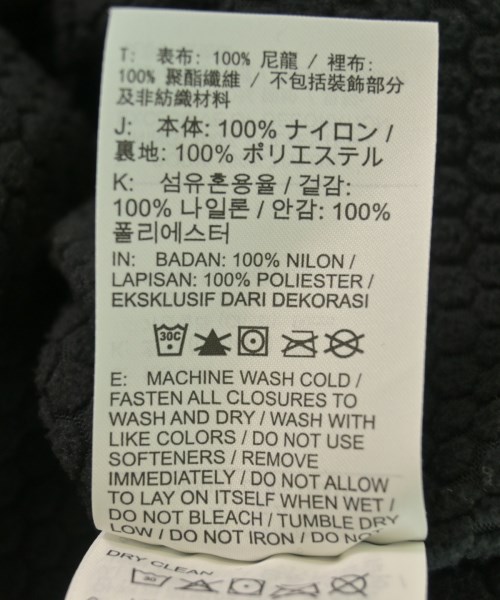 T: 表布: 100% 尼龍 / 裡布:
100% 聚酯纖維 / 不包括裝飾部分
及非紡織材料
J: 本体: 100% ナイロン /
裏地: 100% ポリエステル
K: 섬유혼용율 / 겉감:
100% 나일론 / 안감: 100%
폴리에스터
IN: BADAN: 100% NILON /
LAPISAN: 100% POLIESTER /
EKSKLUSIF DARI DEKORASI
30C
E: MACHINE WASH COLD /
FASTEN ALL CLOSURES TO
WASH AND DRY / WASH WITH
LIKE COLORS / DO NOT USE
SOFTENERS / REMOVE
IMMEDIATELY / DO NOT ALLOW
TO LAY ON ITSELF WHEN WET /
DO NOT BLEACH / TUMBLE DRY
LOW / DO NOT IRON / DO NOT
DRY CLEAN